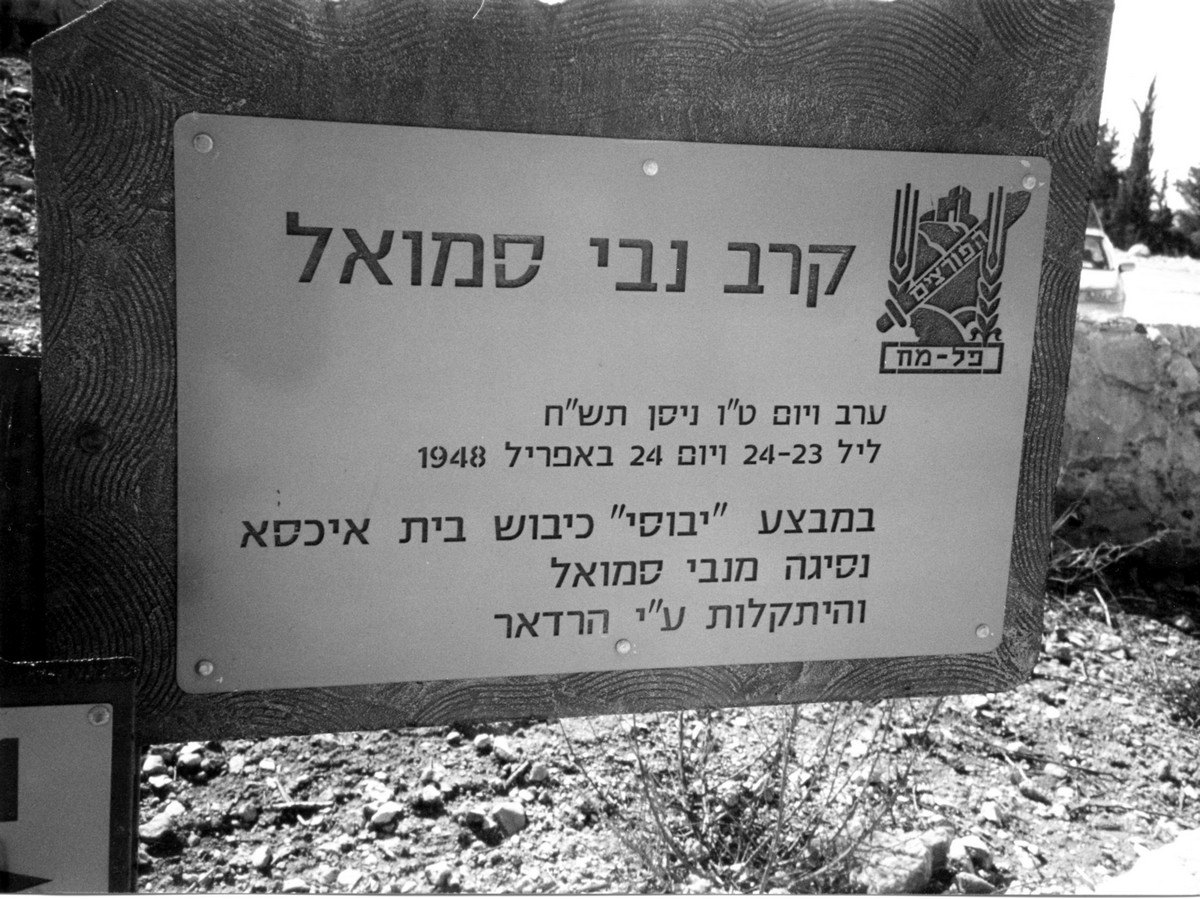 קרב נבי סמואל
הפורצים
פל-מח
ערב ויום ט"ו ניסן תש"ח
ליל 24-23 ויום 24 באפריל 1948
במבצע "יבוסי" כיבוש בית איכסא
נסיגה מנבי סמואל
והיתקלות ע"י הרדאר